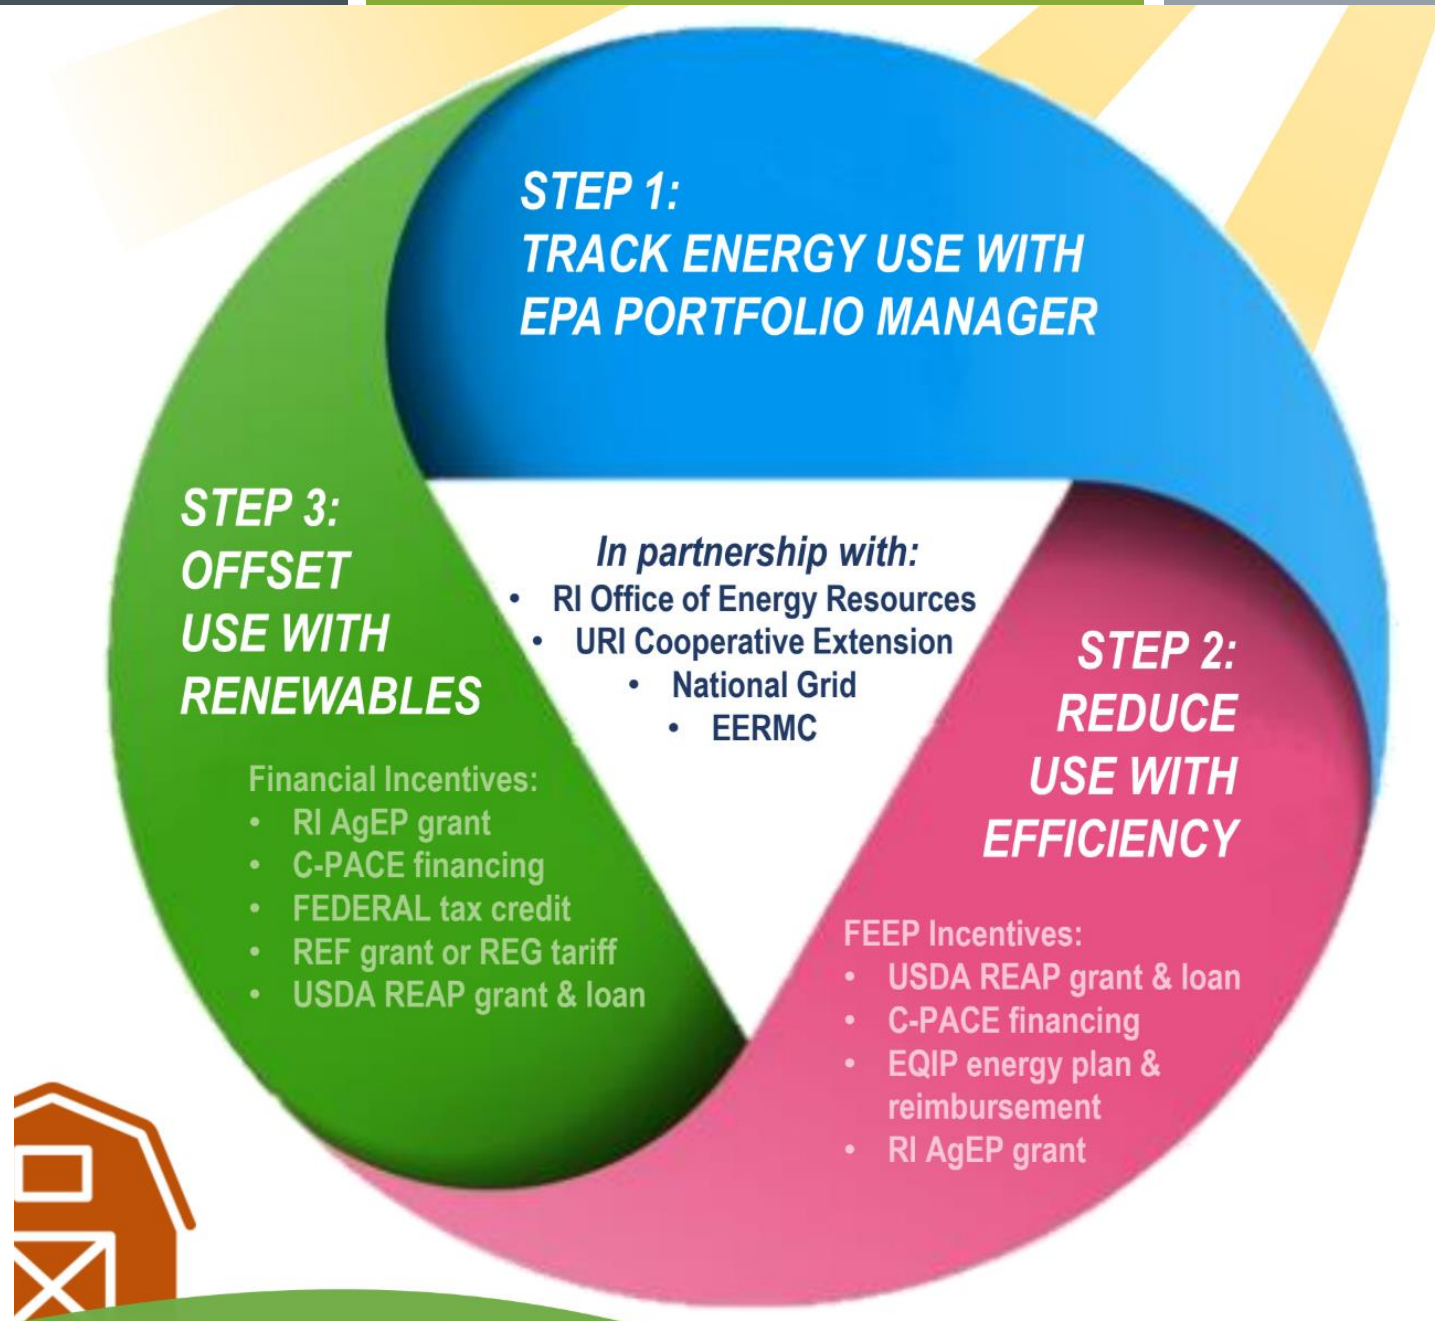 STEP 1:
TRACK ENERGY USE WITH
EPA PORTFOLIO MANAGER
STEP 2:
REDUCE
USE WITH
EFFICIENCY
FEEP Incentives:
• USDA REAP grant & loan
• C-PACE financing
• EQIP energy plan &
reimbursement
• RI AgEP grant
STEP 3:
OFFSET
USE WITH
RENEWABLES
Financial Incentives:
• RI AgEP grant
• C-PACE financing
• FEDERAL tax credit
• REF grant or REG tariff
• USDA REAP grant & loan
In partnership with:
• RI Office of Energy Resources
• URI Cooperative Extension
• National Grid
• EERMC